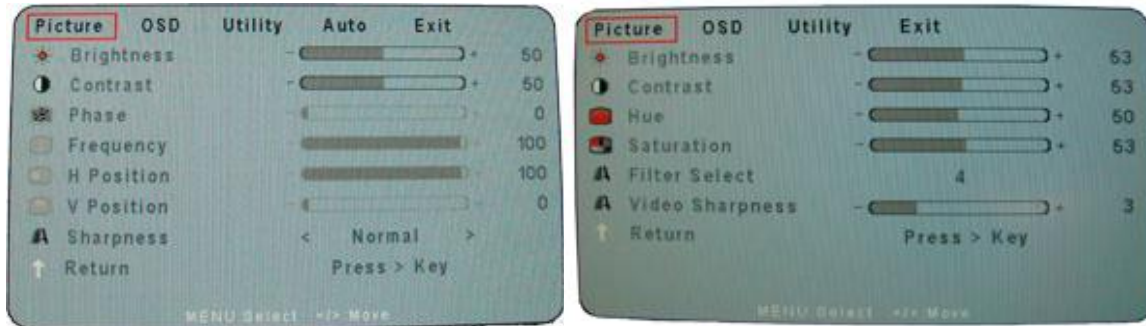 Picture OSD Utility Auto Exit
Brightness - + 50
Contrast - + 50
Phase - + 0
Frequency - 100
H Position - 100
V Position - - 0
Sharpness < Normal >
Return Press > Key
MENU:Select </> Move
Picture OSD Utility Exit
Brightness - + 53
Contrast - + 53
Hue - + 50
Saturation - + 53
Filter Select 4
Video Sharpness - + 3
Return Press > Key
MENU:Select </> Move